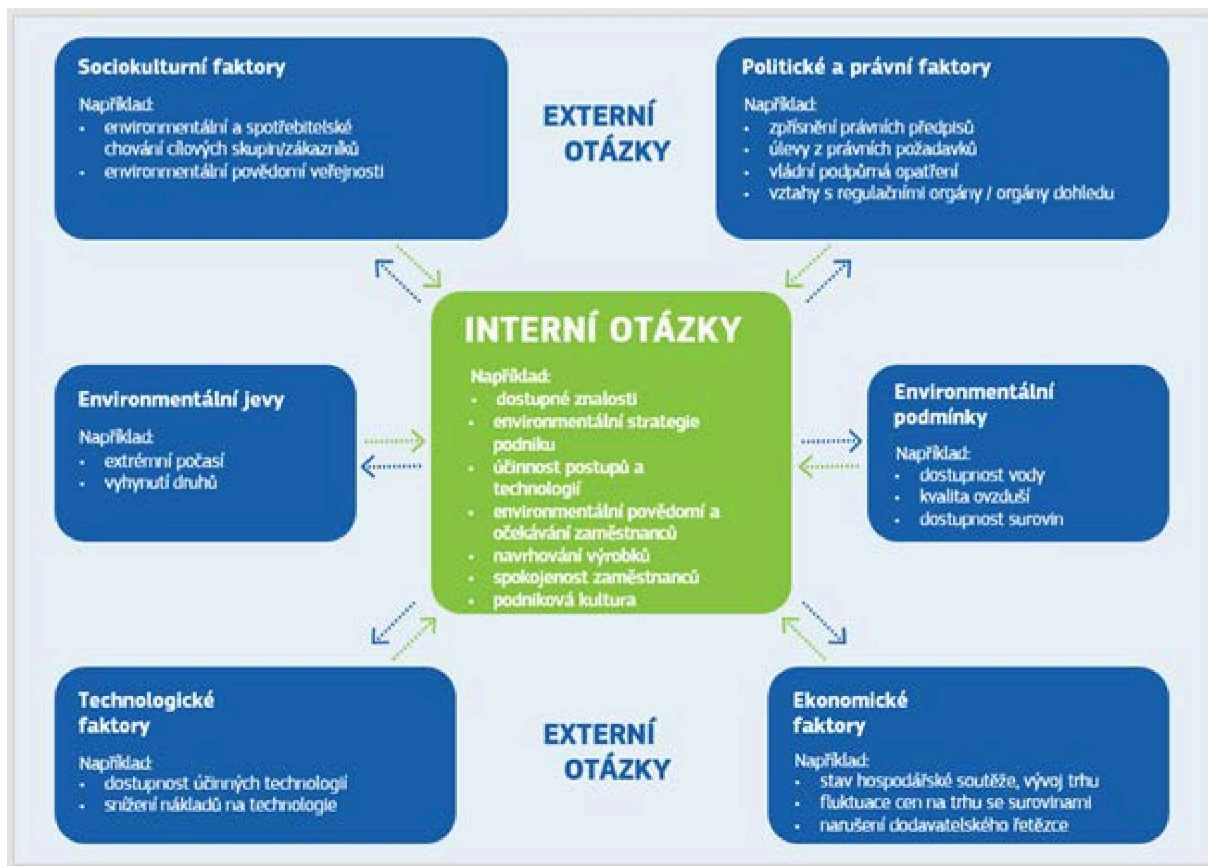 Sociokulturní faktory
Například:
• environmentální a spotřebitelské
chování cílových skupin/zákazníků
• environmentální povědomí veřejnosti
EXTERNÍ
OTÁZKY
Politické a právní faktory
Například:
• zpřísnění právních předpisů
• úlevy z právních požadavků
• vládní podpůrná opatření
• vztahy s regulačními orgány / orgány dohledu
INTERNÍ OTÁZKY
Například:
• dostupné znalosti
• environmentální strategie
podniku
• účinnost postupů a
technologií
• environmentální povědomí a
očekávání zaměstnanců
• navrhování výrobků
• spokojenost zaměstnanců
• podniková kultura
Environmentální jevy
Například:
• extrémní počasí
• vyhynutí druhů
Environmentální
podmínky
Například:
• dostupnost vody
• kvalita ovzduší
• dostupnost surovin
Technologické
faktory
Například:
• dostupnost účinných technologií
• snížení nákladů na technologie
EXTERNÍ
OTÁZKY
Ekonomické
faktory
Například:
• stav hospodářské soutěže, vývoj trhu
• fluktuace cen na trhu se surovinami
• narušení dodavatelského řetězce